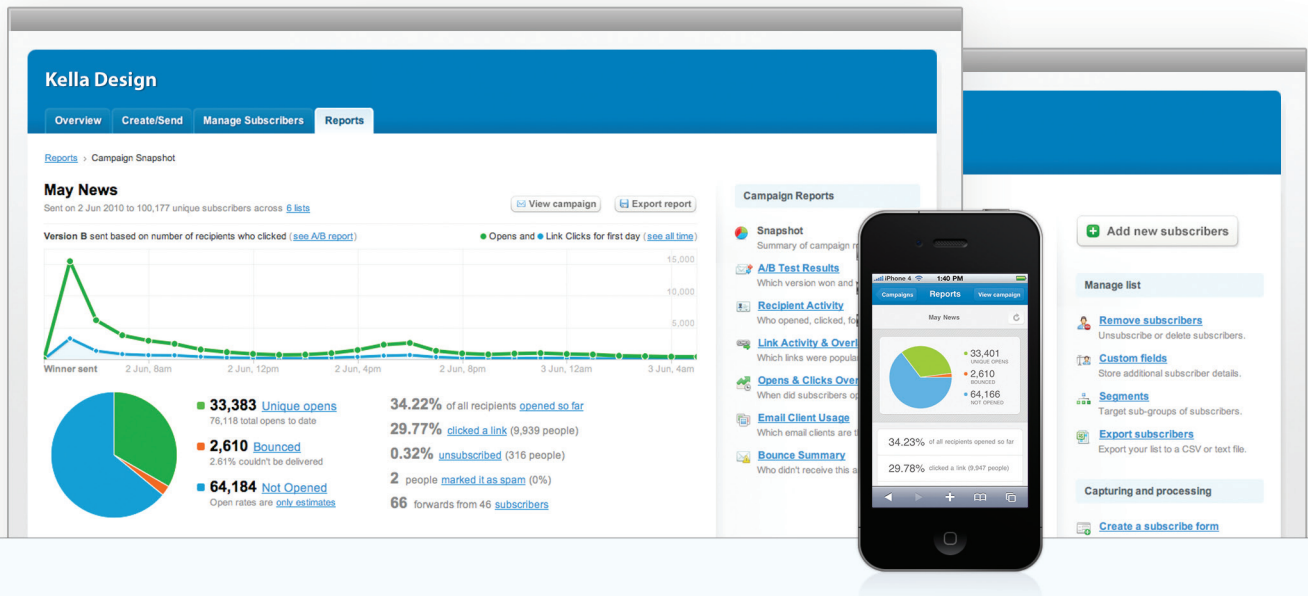 Kella Design
Overview Create/Send Manage Subscribers Reports
Reports › Campaign Snapshot
May News
Sent on 2 Jun 2010 to 100,177 unique subscribers across 6 lists
View campaign Export report
Version B sent based on number of recipients who clicked (see A/B report)
Opens and Link Clicks for first day (see all time)
15,000
10,000
5,000
Winner sent 2 Jun, 8am 2 Jun, 12pm 2 Jun, 4pm 2 Jun, 8pm 3 Jun, 12am 3 Jun, 4am
33,383 Unique opens
76,118 total opens to date
2,610 Bounced
2.61% couldn't be delivered
64,184 Not Opened
Open rates are only estimates
34.22% of all recipients opened so far
29.77% clicked a link (9,939 people)
0.32% unsubscribed (316 people)
2 people marked it as spam (0%)
66 forwards from 46 subscribers
Campaign Reports
Snapshot
Summary of campaign
A/B Test Results
Which version won and
Recipient Activity
Who opened, clicked,
Link Activity &
Which links were
Opens & Clicks
When did subscribers
Email Client Usage
Which email clients are
Bounce Summary
Who didn't receive this
iPhone 4 1:40 PM
Campaigns Reports View campaign
May News
33,401
UNIQUE OPENS
2,610
BOUNCED
64,166
NOT OPENED
34.23% of all recipients opened so far
29.78% clicked a link (9,947 people)
Add new subscribers
Manage list
Remove subscribers
Unsubscribe or delete subscribers.
Custom fields
Store additional subscriber details.
Segments
Target sub-groups of subscribers.
Export subscribers
Export your list to a CSV or text file.
Capturing and processing
Create a subscribe form